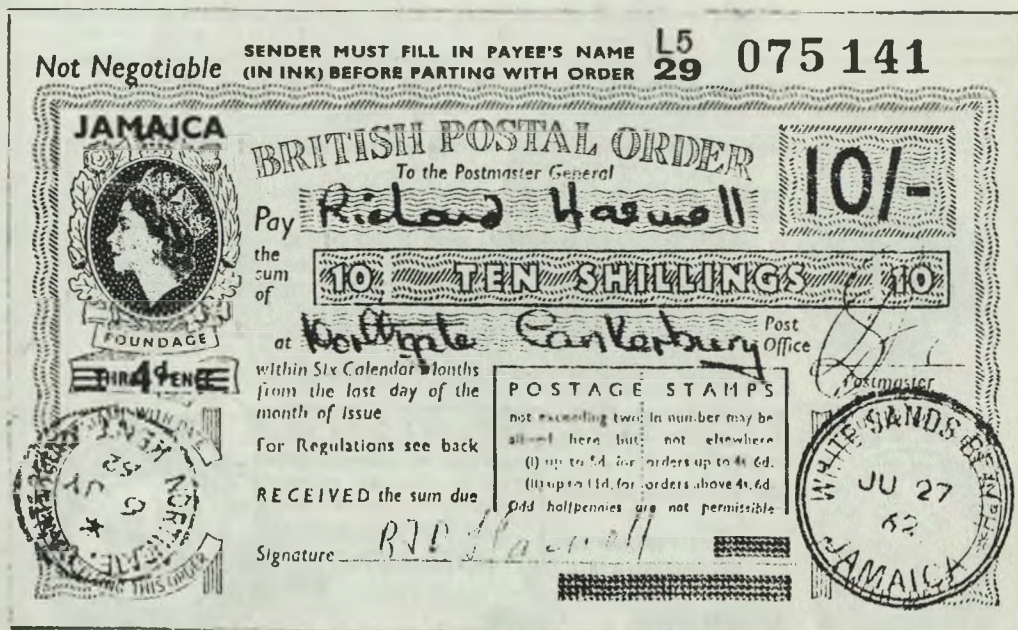 Not Negotiable
SENDER MUST FILL IN PAYEE'S NAME
(IN INK) BEFORE PARTING WITH ORDER
L5
29
075 141
JAMAICA
BRITISH POSTAL ORDER
To the Postmaster General
10/-
Pay Richard Harwell
the
sum
of
10 TEN SHILLINGS 10
POUNDAGE
4d
at Northgate Canterbury Post
Office
Postmaster
within Six Calendar Months
from the last day of the
month of Issue
For Regulations see back
RECEIVED the sum due
POSTAGE STAMPS
not exceeding two in number may be
here but not elsewhere
(I) up to 5d. for orders up to 4s. 6d.
(II) up to 11d. for orders above 4s. 6d.
Odd halfpennies are not permissible
Signature
WHITE SANDS BEACH
JU 27
62
JAMAICA
NORTHGATE
THIS ORDER